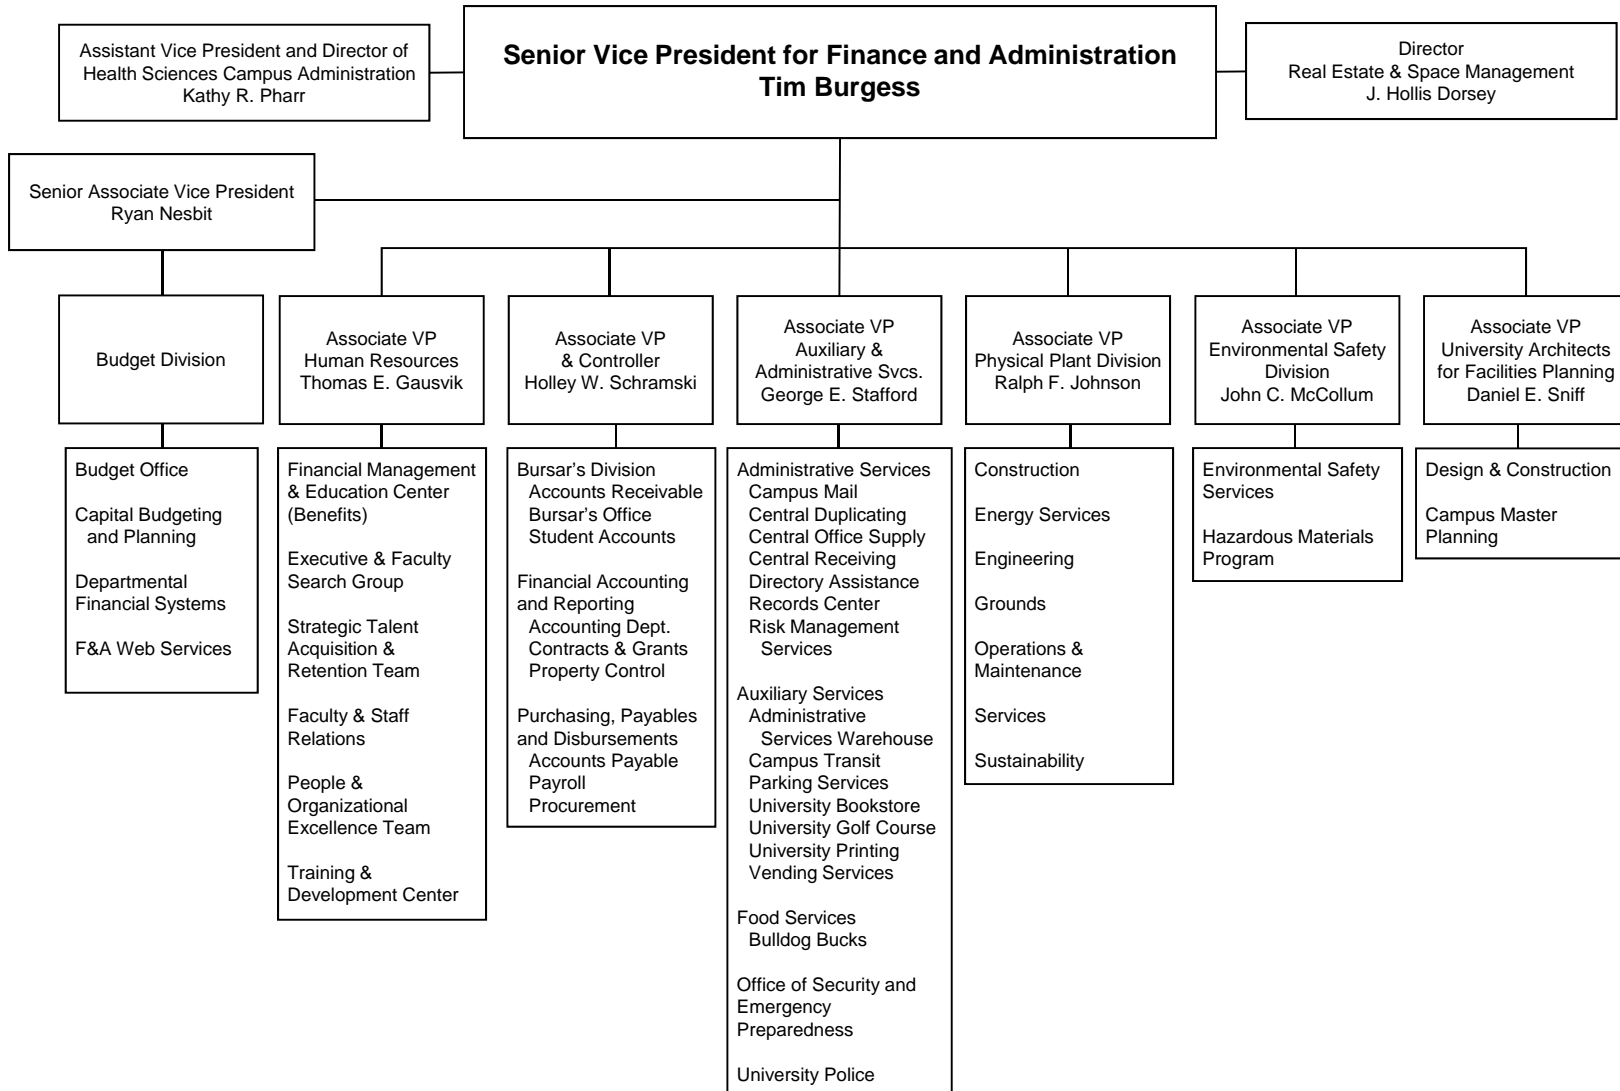 Assistant Vice President and Director of
Health Sciences Campus Administration
Kathy R. Pharr
Senior Vice President for Finance and Administration
Tim Burgess
Director
Real Estate & Space Management
J. Hollis Dorsey
Senior Associate Vice President
Ryan Nesbit
Budget Division
Associate VP
Human Resources
Thomas E. Gausvik
Associate VP
& Controller
Holley W. Schramski
Associate VP
Auxiliary &
Administrative Svcs.
George E. Stafford
Associate VP
Physical Plant Division
Ralph F. Johnson
Associate VP
Environmental Safety
Division
John C. McCollum
Associate VP
University Architects
for Facilities Planning
Daniel E. Sniff
Budget Office
Capital Budgeting
and Planning
Departmental
Financial Systems
F&A Web Services
Financial Management
& Education Center
(Benefits)
Executive & Faculty
Search Group
Strategic Talent
Acquisition &
Retention Team
Faculty & Staff
Relations
People &
Organizational
Excellence Team
Training &
Development Center
Bursar's Division
Accounts Receivable
Bursar's Office
Student Accounts
Financial Accounting
and Reporting
Accounting Dept.
Contracts & Grants
Property Control
Purchasing, Payables
and Disbursements
Accounts Payable
Payroll
Procurement
Administrative Services
Campus Mail
Central Duplicating
Central Office Supply
Central Receiving
Directory Assistance
Records Center
Risk Management
Services
Auxiliary Services
Administrative
Services Warehouse
Campus Transit
Parking Services
University Bookstore
University Golf Course
University Printing
Vending Services
Food Services
Bulldog Bucks
Office of Security and
Emergency
Preparedness
University Police
Construction
Energy Services
Engineering
Grounds
Operations &
Maintenance
Services
Sustainability
Environmental Safety
Services
Hazardous Materials
Program
Design & Construction
Campus Master
Planning